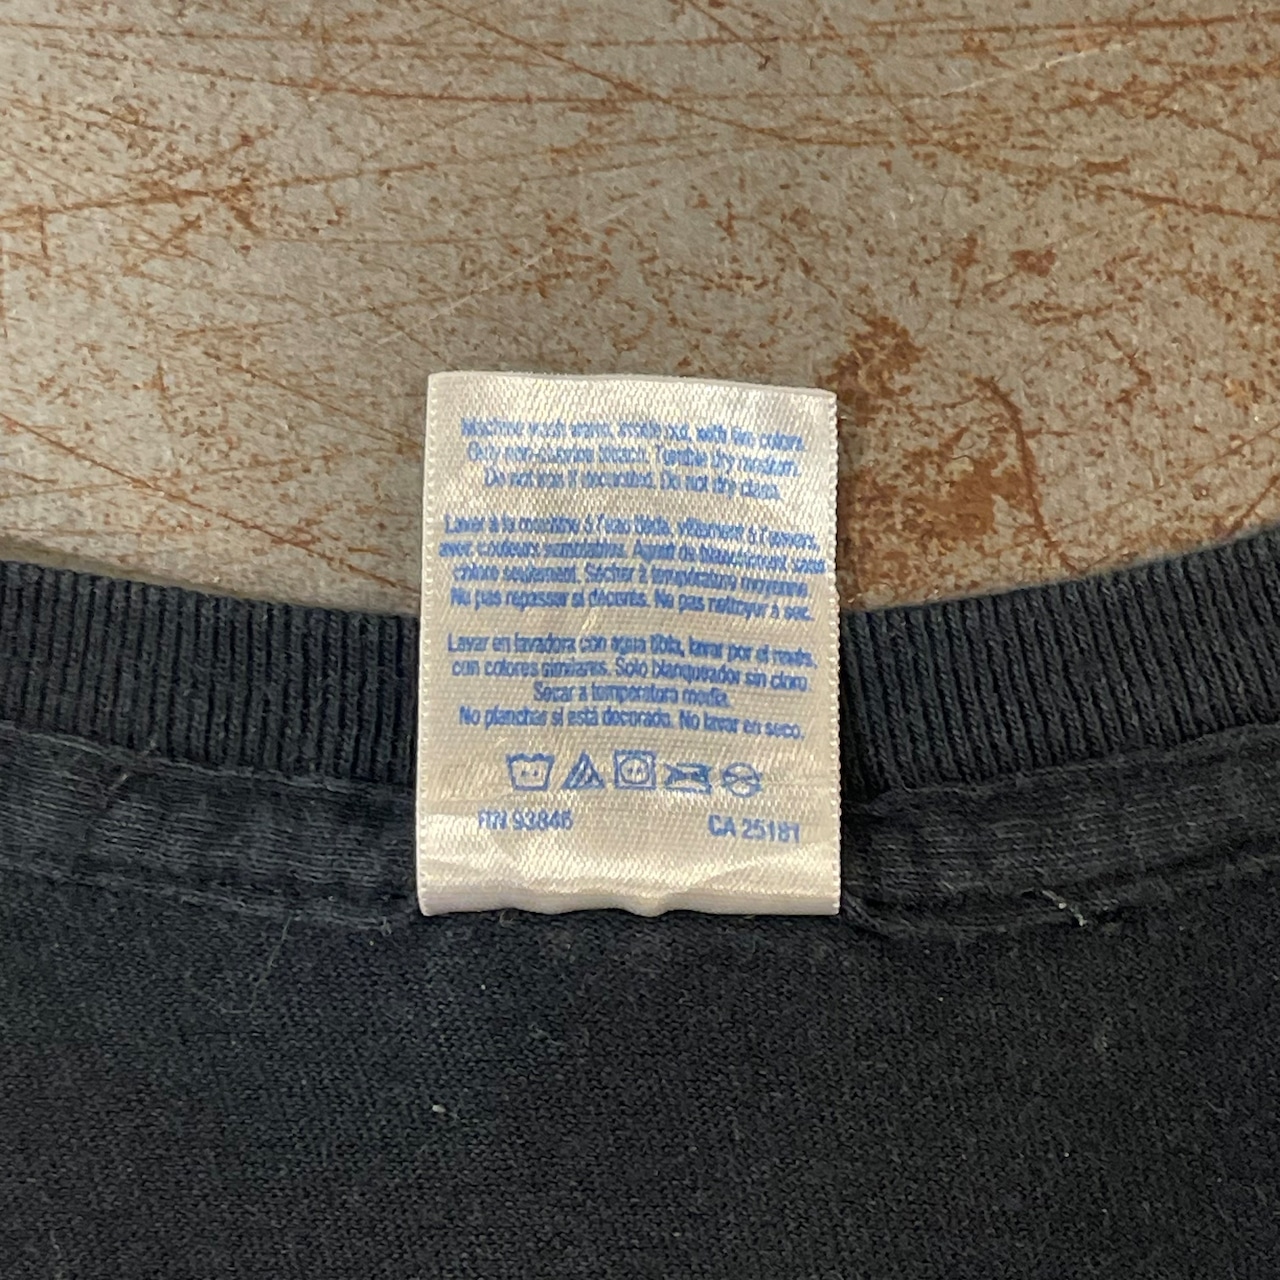 Machine wash warm, inside out, with like colors.
Only non-chlorine bleach. Tumble dry medium.
Do not iron if decorated. Do not dry clean.
Laver à la machine à l'eau tiède, vêtement à l'envers,
avec couleurs semblables. Agent de blanchiment sans
chlore seulement. Sécher à température moyenne.
Ne pas repasser si décorés. Ne pas nettoyer à sec.
Lavar en lavadora con agua tibia, lavar por el revés,
con colores similares. Solo blanqueador sin cloro.
Secar a temperatura media.
No planchar si está decorado. No lavar en seco.
RN 93846 CA 25181